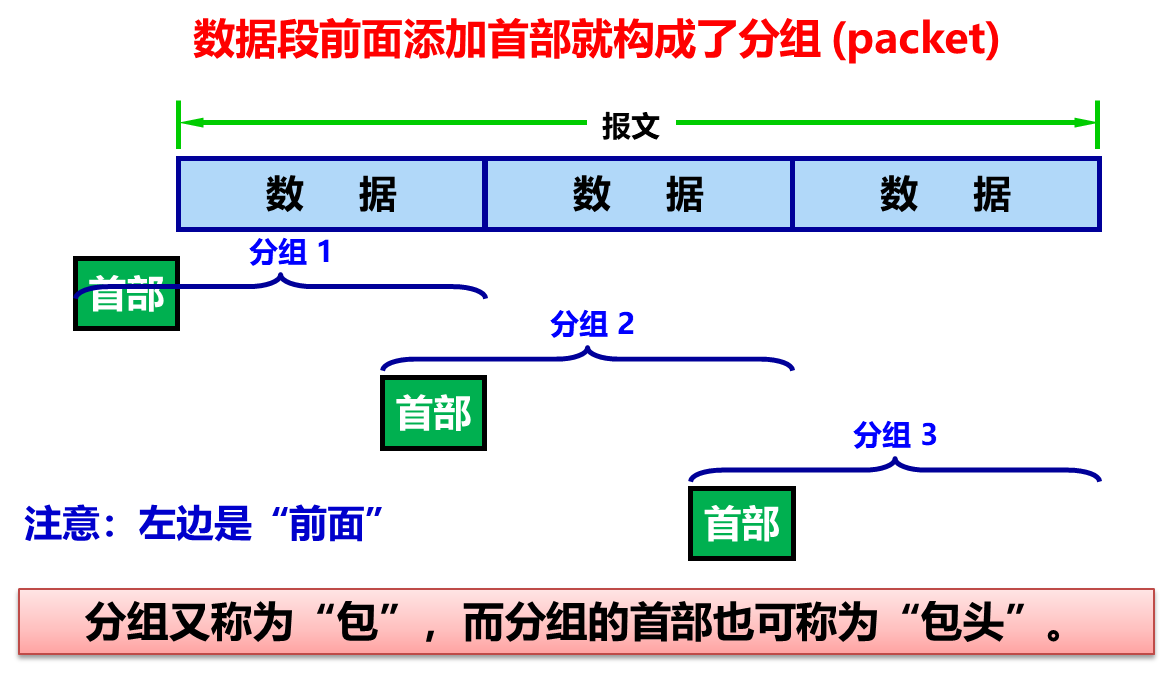 数据段前面添加首部就构成了分组 (packet)
报文
数 据 数 据 数 据
分组 1
首部
分组 2
首部
分组 3
首部
注意：左边是“前面”
分组又称为“包”，而分组的首部也可称为“包头”。